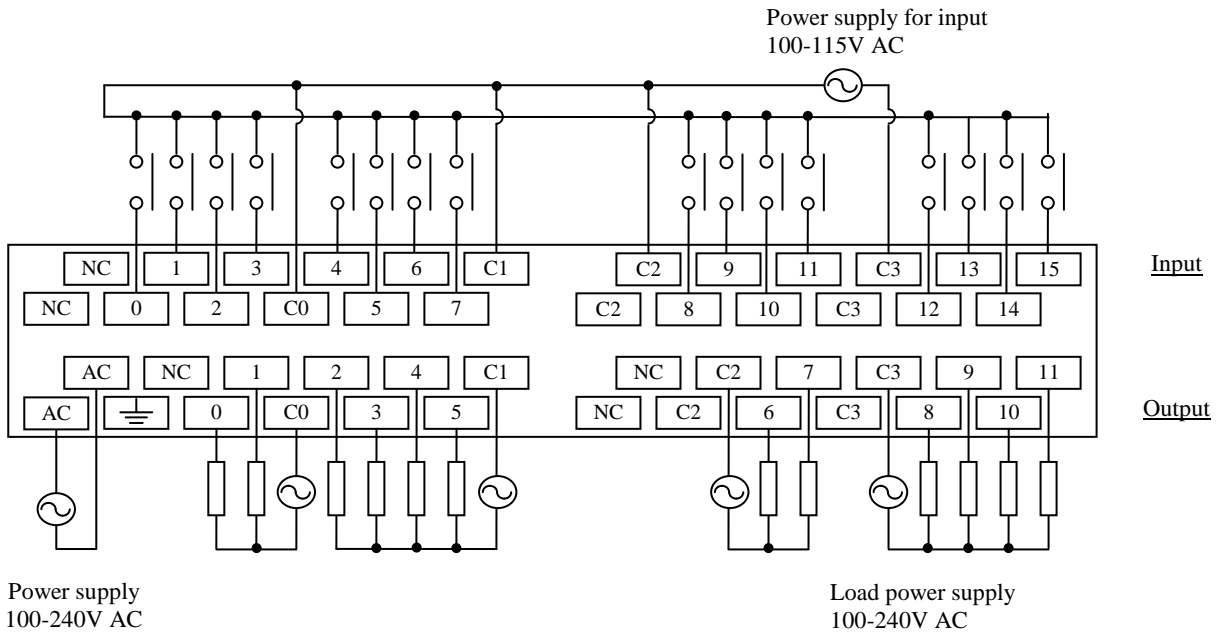 Power supply for input
100-115V AC
NC 1 3 4 6 C1 C2 9 11 C3 13 15
Input
NC 0 2 C0 5 7 C2 8 10 C3 12 14
AC NC 1 2 4 C1 NC C2 7 C3 9 11
AC 0 C0 3 5 NC C2 6 C3 8 10
Output
Power supply
100-240V AC
Load power supply
100-240V AC